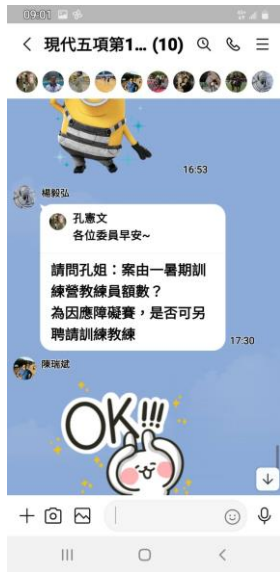 09:01
現代五項第1... (10)
16:53
楊毅弘
孔憲文
各位委員早安~
請問孔姐：案由一暑期訓
練營教練員額數？
為因應障礙賽，是否可另
聘請訓練教練
17:30
陳瑞斌
OK!!!